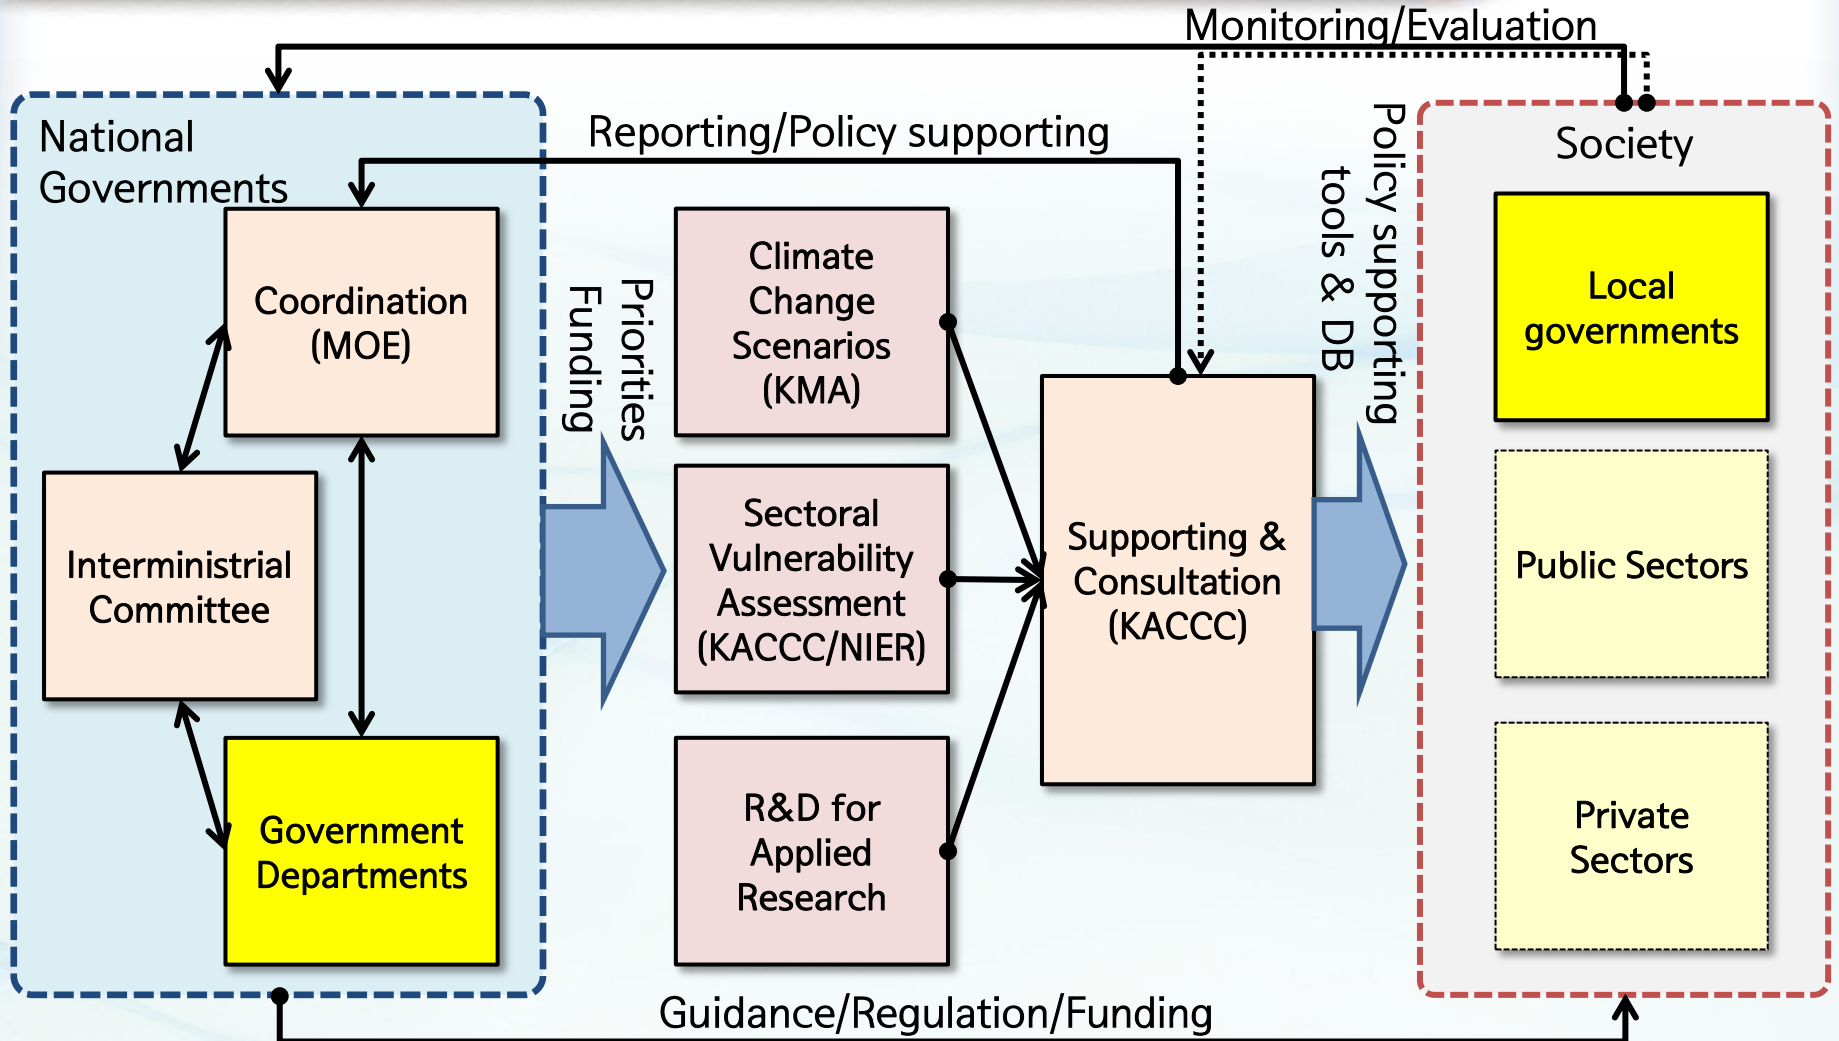 Monitoring/Evaluation
National
Governments
Reporting/Policy supporting
Coordination
(MOE)
Interministrial
Committee
Government
Departments
Priorities
Funding
Climate
Change
Scenarios
(KMA)
Sectoral
Vulnerability
Assessment
(KACCC/NIER)
R&D for
Applied
Research
Supporting &
Consultation
(KACCC)
Policy supporting
tools & DB
Society
Local
governments
Public Sectors
Private
Sectors
Guidance/Regulation/Funding